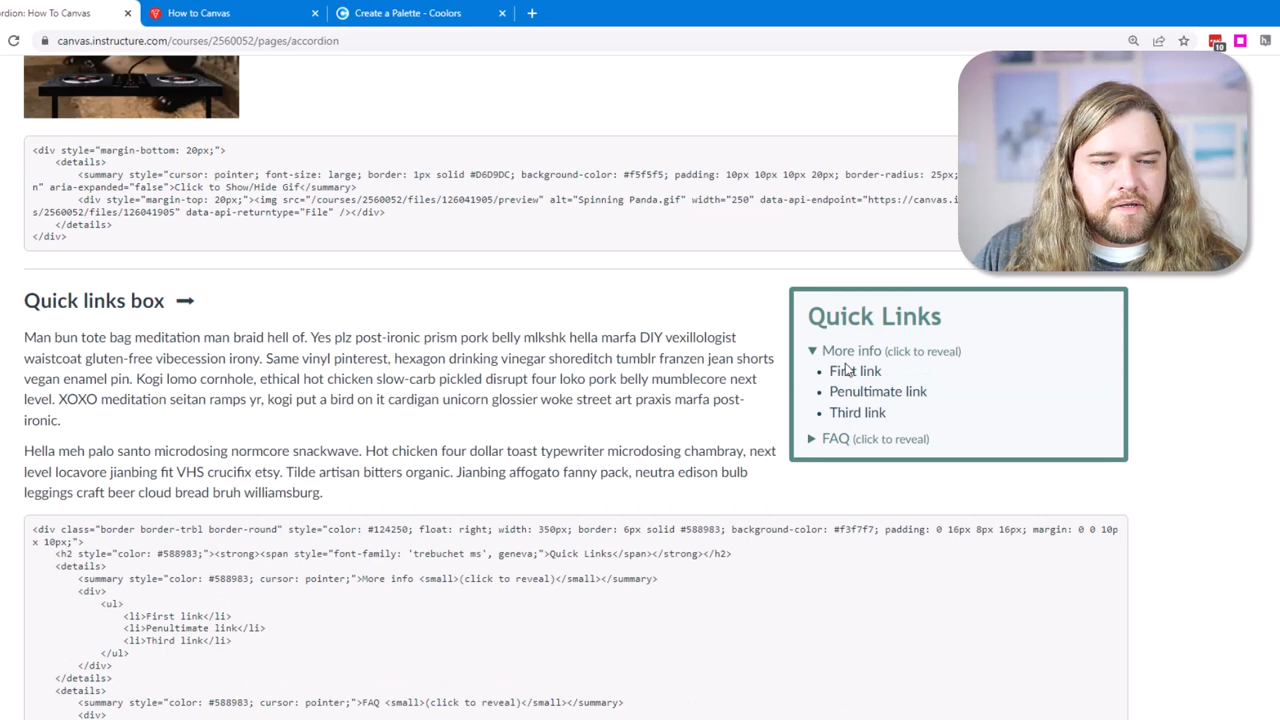 ordion: How To Canvas
How to Canvas
Create a Palette - Coolors
canvas.instructure.com/courses/2560052/pages/accordion
10
<div style="margin-bottom: 20px;">
<details>
<summary style="cursor: pointer; font-size: large; border: 1px solid #D6D9DC; background-color: #f5f5f5; padding: 10px 10px 10px 20px; border-radius: 25px;
n" aria-expanded="false">Click to Show/Hide Gif</summary>
<div style="margin-top: 20px;"><img src="/courses/2560052/files/126041905/preview" alt="Spinning Panda.gif" width="250" data-api-endpoint="https://canvas.i
s/2560052/files/126041905" data-api-returntype="File" /></div>
</details>
</div>
Quick links box ➞
Man bun tote bag meditation man braid hell of. Yes plz post-ironic prism pork belly mlkshk hella marfa DIY vexillologist
waistcoat gluten-free vibecession irony. Same vinyl pinterest, hexagon drinking vinegar shoreditch tumblr franzen jean shorts
vegan enamel pin. Kogi lomo cornhole, ethical hot chicken slow-carb pickled disrupt four loko pork belly mumblecore next
level. XOXO meditation seitan ramps yr, kogi put a bird on it cardigan unicorn glossier woke street art praxis marfa post-
ironic.
Hella meh palo santo microdosing normcore snackwave. Hot chicken four dollar toast typewriter microdosing chambray, next
level locavore jianbing fit VHS crucifix etsy. Tilde artisan bitters organic. Jianbing affogato fanny pack, neutra edison bulb
leggings craft beer cloud bread bruh williamsburg.
Quick Links
▼ More info (click to reveal)
• First link
• Penultimate link
• Third link
▶ FAQ (click to reveal)
<div class="border border-trbl border-round" style="color: #124250; float: right; width: 350px; border: 6px solid #588983; background-color: #f3f7f7; padding: 0 16px 8px 16px; margin: 0 0 10p
x 10px;">
<h2 style="color: #588983;"><strong><span style="font-family: 'trebuchet ms', geneva;">Quick Links</span></strong></h2>
<details>
<summary style="color: #588983; cursor: pointer;">More info <small>(click to reveal)</small></summary>
<div>
<ul>
<li>First link</li>
<li>Penultimate link</li>
<li>Third link</li>
</ul>
</div>
</details>
<details>
<summary style="color: #588983; cursor: pointer;">FAQ <small>(click to reveal)</small></summary>
<div>